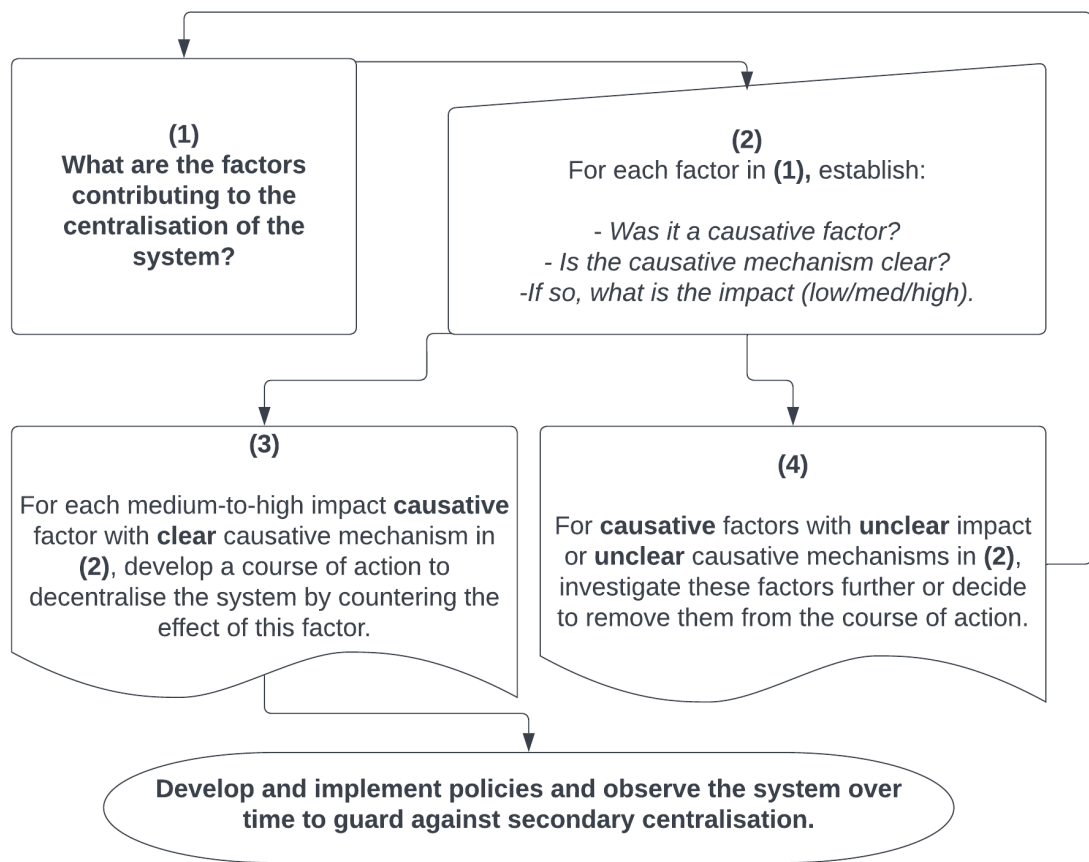 (1)
What are the factors
contributing to the
centralisation of the
system?
(2)
For each factor in (1), establish:
- Was it a causative factor?
- Is the causative mechanism clear?
-If so, what is the impact (low/med/high).
(3)
For each medium-to-high impact causative
factor with clear causative mechanism in
(2), develop a course of action to
decentralise the system by countering the
effect of this factor.
(4)
For causative factors with unclear impact
or unclear causative mechanisms in (2),
investigate these factors further or decide
to remove them from the course of action.
Develop and implement policies and observe the system over
time to guard against secondary centralisation.